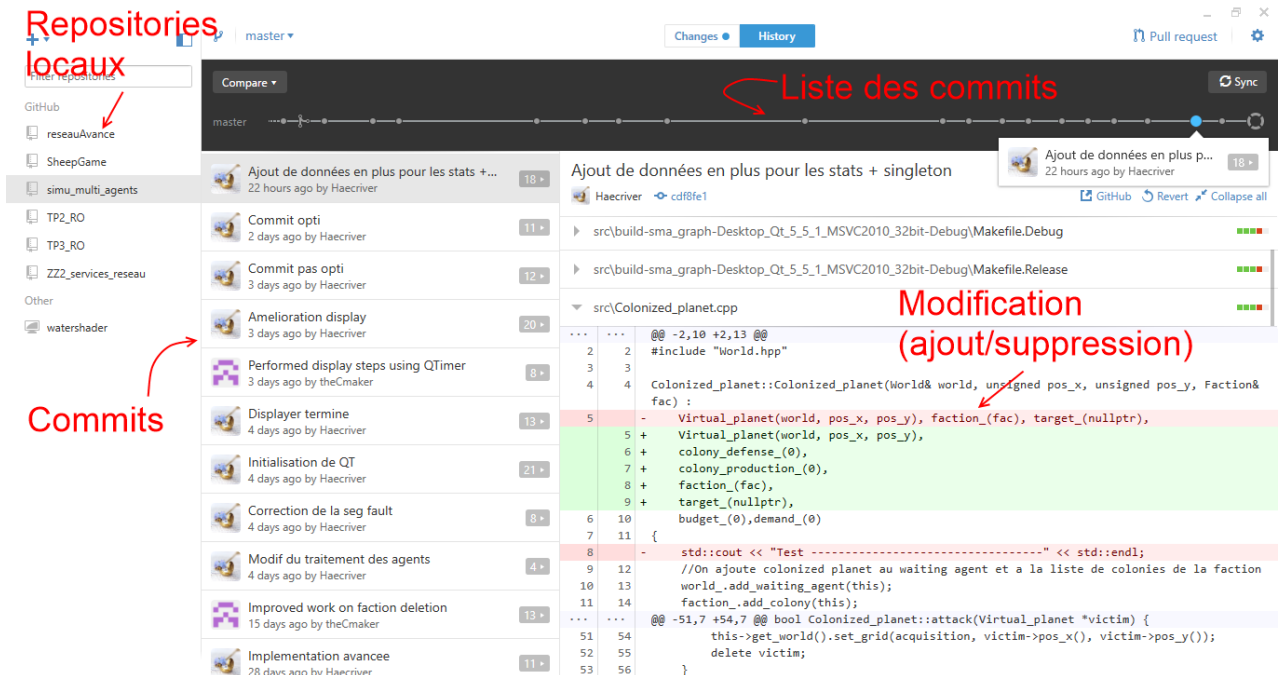 Repositories
locaux
master
Changes
History
Pull request
Filter repositories
GitHub
reseauAvance
SheepGame
simu_multi_agents
TP2_RO
TP3_RO
ZZ2_services_reseau
Other
watershader
Compare
Liste des commits
Sync
master
Ajout de données en plus p...
22 hours ago by Haecriver
18
Commits
Ajout de données en plus pour les stats +...
22 hours ago by Haecriver
18
Commit opti
2 days ago by Haecriver
11
Commit pas opti
3 days ago by Haecriver
12
Amelioration display
3 days ago by Haecriver
20
Performed display steps using QTimer
3 days ago by theCmaker
8
Displayer termine
4 days ago by Haecriver
13
Initialisation de QT
4 days ago by Haecriver
21
Correction de la seg fault
4 days ago by Haecriver
8
Modif du traitement des agents
4 days ago by Haecriver
4
Improved work on faction deletion
15 days ago by theCmaker
13
Implementation avancee
28 days ago by Haecriver
11
Ajout de données en plus pour les stats + singleton
Haecriver cdf8fe1
GitHub Revert Collapse all
src\build-sma_graph-Desktop_Qt_5_5_1_MSVC2010_32bit-Debug\Makefile.Debug
src\build-sma_graph-Desktop_Qt_5_5_1_MSVC2010_32bit-Debug\Makefile.Release
src\Colonized_planet.cpp
Modification
(ajout/suppression)
... ... @@ -2,10 +2,13 @@
2 2 #include "World.hpp"
3 3
4 4 Colonized_planet::Colonized_planet(World& world, unsigned pos_x, unsigned pos_y, Faction&
fac) :
5 - Virtual_planet(world, pos_x, pos_y), faction_(fac), target_(nullptr),
5 + Virtual_planet(world, pos_x, pos_y),
6 + colony_defense_(0),
7 + colony_production_(0),
8 + faction_(fac),
9 + target_(nullptr),
6 10 budget_(0),demand_(0)
7 11 {
8 - std::cout << "Test ----------------------------------" << std::endl;
9 12 //On ajoute colonized planet au waiting agent et a la liste de colonies de la faction
10 13 world_.add_waiting_agent(this);
11 14 faction_.add_colony(this);
... ... @@ -51,7 +54,7 @@ bool Colonized_planet::attack(Virtual_planet *victim) {
51 54 this->get_world().set_grid(acquisition, victim->pos_x(), victim->pos_y());
52 55 delete victim;
53 56 }